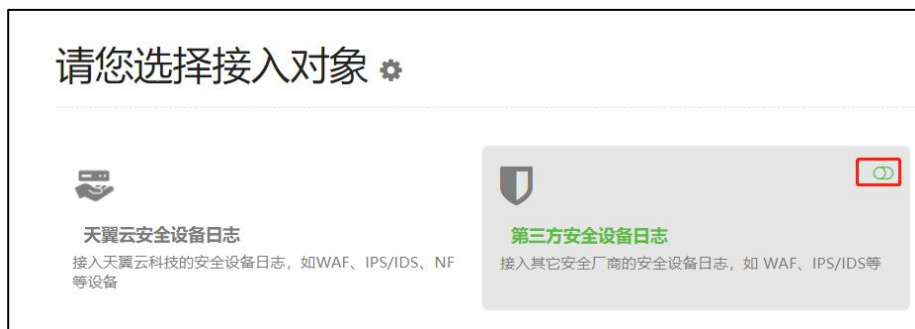 请您选择接入对象
天翼云安全设备日志
接入天翼云科技的安全设备日志，如WAF、IPS/IDS、NF
等设备
第三方安全设备日志
接入其它安全厂商的安全设备日志，如 WAF、IPS/IDS等